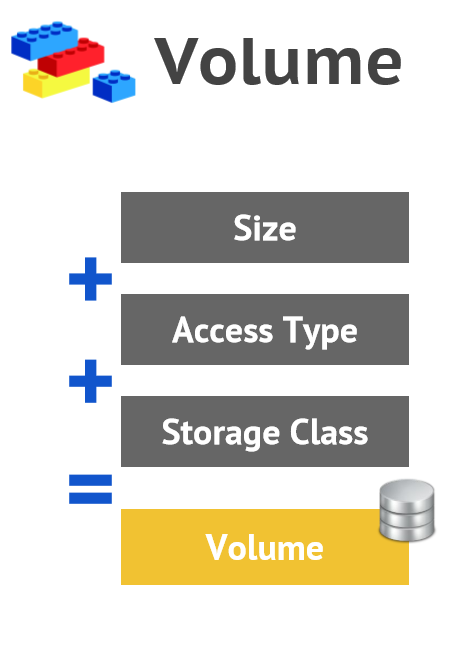 Volume
Size
+
Access Type
+
Storage Class
=
Volume